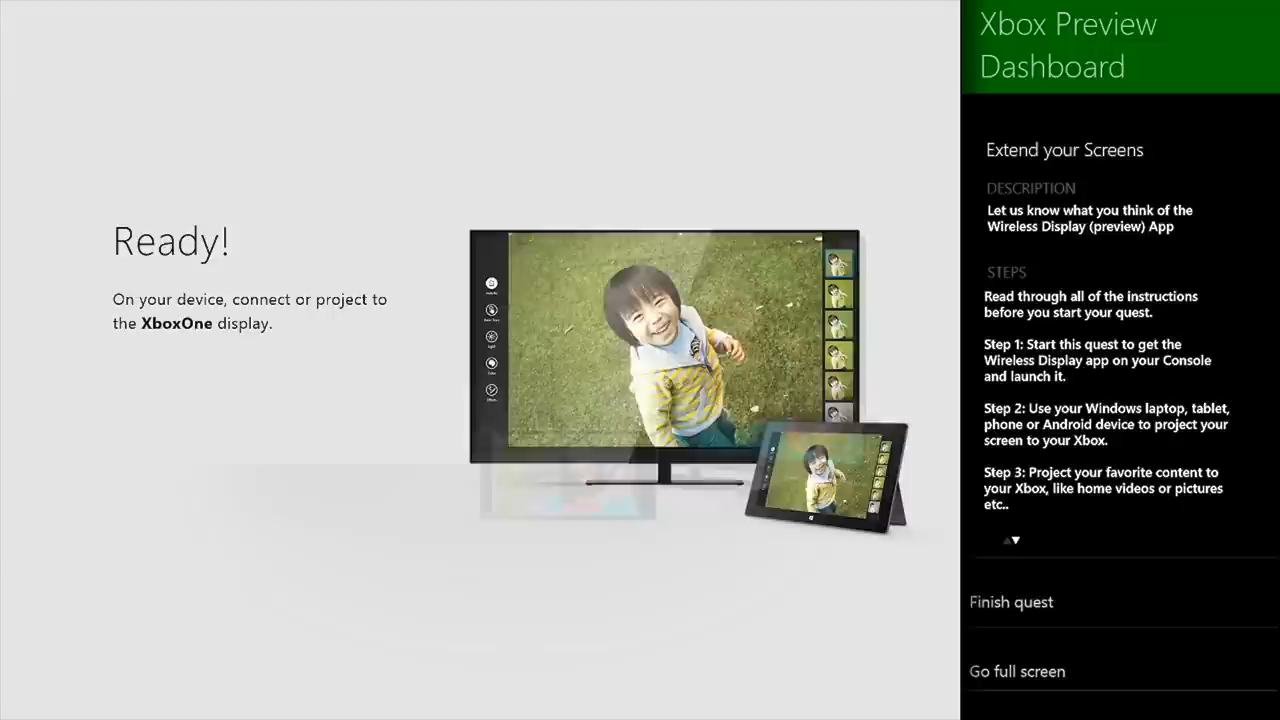 Ready!
On your device, connect or project to
the XboxOne display.
Xbox Preview
Dashboard
Extend your Screens
DESCRIPTION
Let us know what you think of the
Wireless Display (preview) App
STEPS
Read through all of the instructions
before you start your quest.
Step 1: Start this quest to get the
Wireless Display app on your Console
and launch it.
Step 2: Use your Windows laptop, tablet,
phone or Android device to project your
screen to your Xbox.
Step 3: Project your favorite content to
your Xbox, like home videos or pictures
etc..
Finish quest
Go full screen